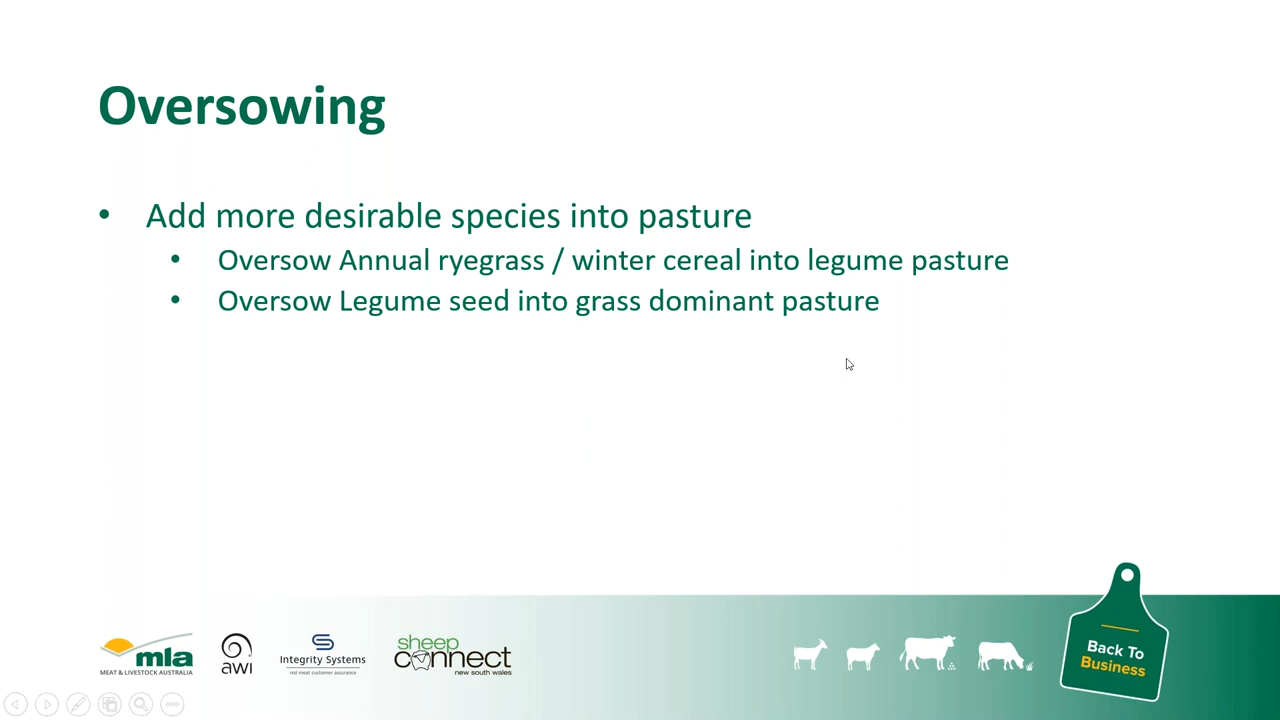 Oversowing
• Add more desirable species into pasture
• Oversow Annual ryegrass / winter cereal into legume pasture
• Oversow Legume seed into grass dominant pasture
mla
MEAT & LIVESTOCK AUSTRALIA
AWI
Integrity Systems
red meat customer assurance
sheep
connect
new south wales
Back To
Business